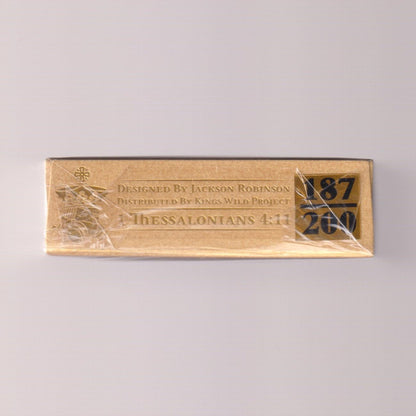 Designed By Jackson Robinson
Distributed By Kings Wild Project
1 Thessalonians 4:11
187
200